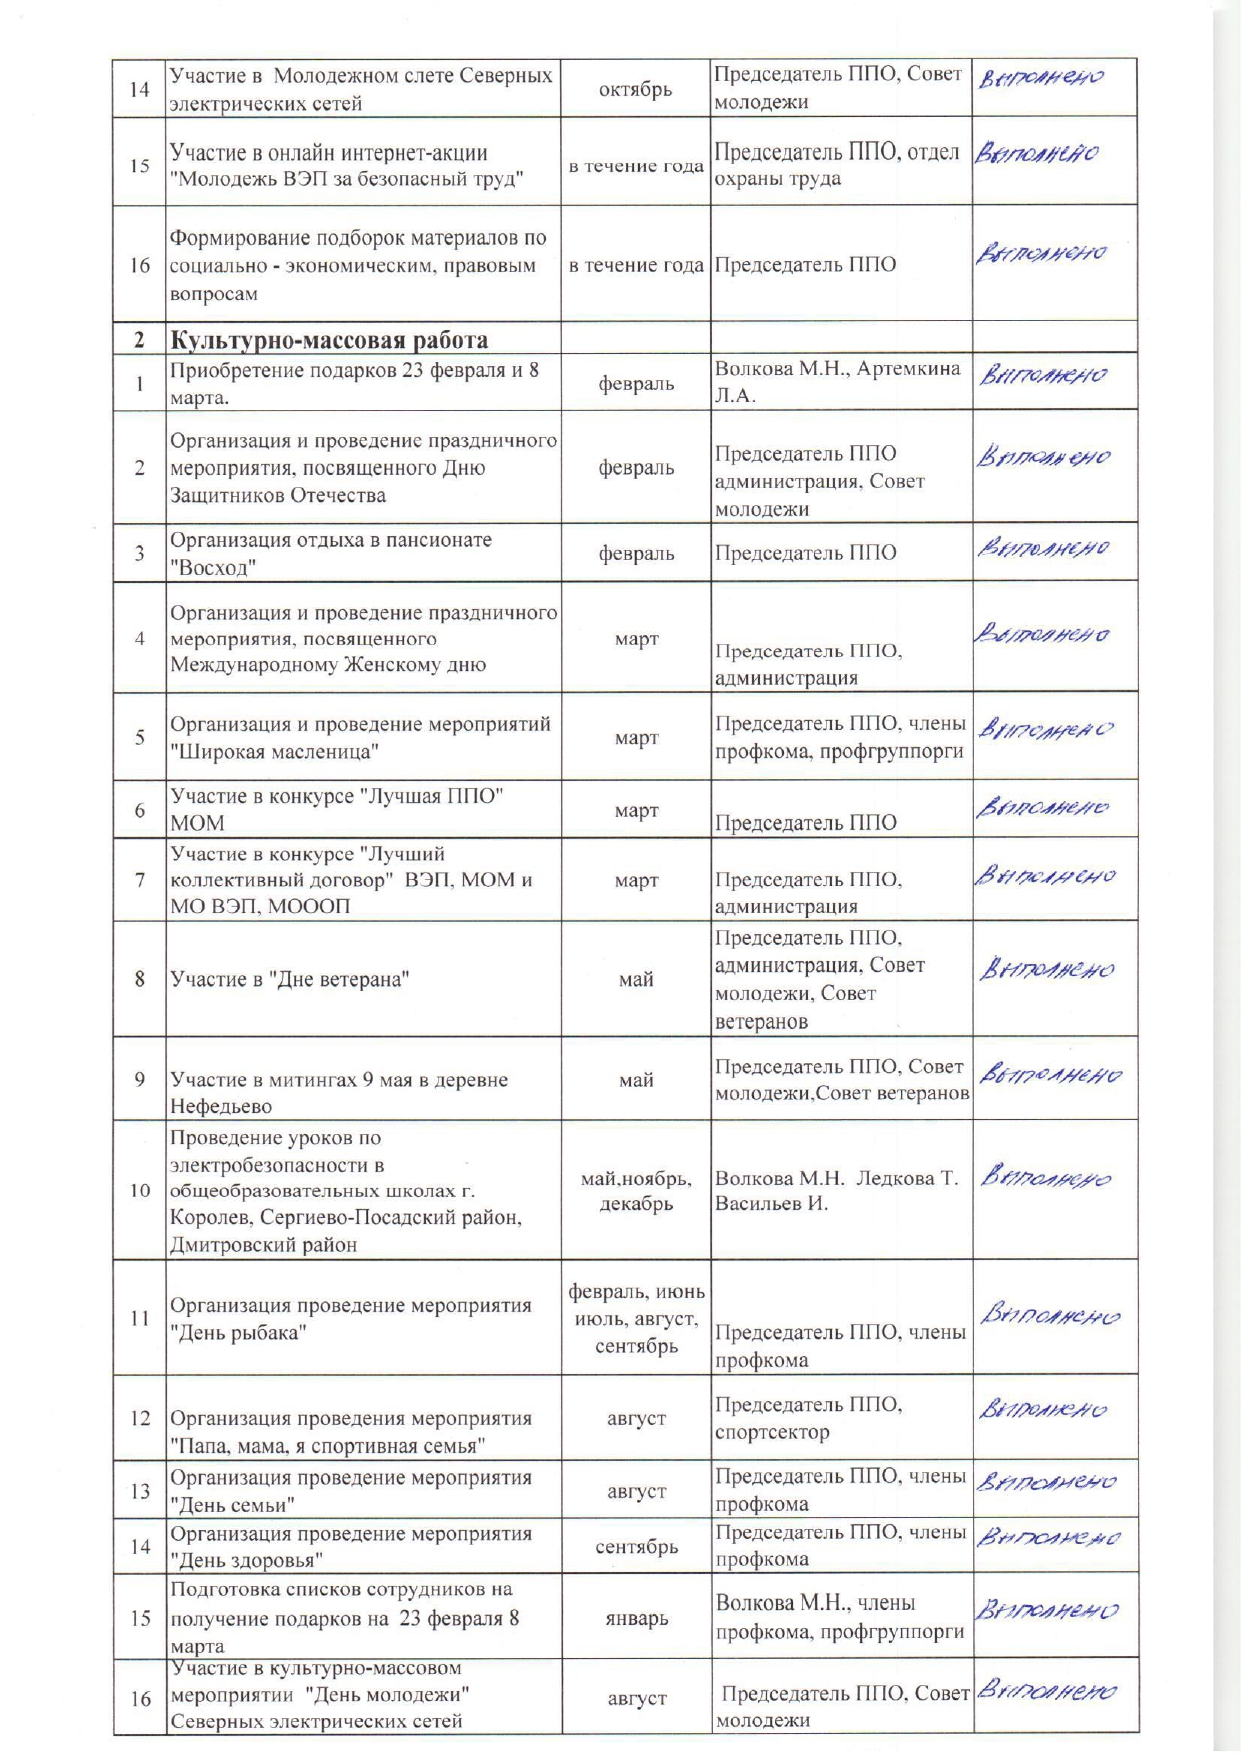 14 Участие в Молодежном слете Северных электрических сетей октябрь Председатель ППО, Совет молодежи Выполнено
15 Участие в онлайн интернет-акции "Молодежь ВЭП за безопасный труд" в течение года Председатель ППО, отдел охраны труда Выполнено
16 Формирование подборок материалов по социально - экономическим, правовым вопросам в течение года Председатель ППО Выполнено
2 Культурно-массовая работа
1 Приобретение подарков 23 февраля и 8 марта. февраль Волкова М.Н., Артемкина Л.А. Выполнено
2 Организация и проведение праздничного мероприятия, посвященного Дню Защитников Отечества февраль Председатель ППО администрация, Совет молодежи Выполнено
3 Организация отдыха в пансионате "Восход" февраль Председатель ППО Выполнено
4 Организация и проведение праздничного мероприятия, посвященного Международному Женскому дню март Председатель ППО, администрация Выполнено
5 Организация и проведение мероприятий "Широкая масленица" март Председатель ППО, члены профкома, профгруппорги Выполнено
6 Участие в конкурсе "Лучшая ППО" МОМ март Председатель ППО Выполнено
7 Участие в конкурсе "Лучший коллективный договор" ВЭП, МОМ и МО ВЭП, МОООП март Председатель ППО, администрация Выполнено
8 Участие в "Дне ветерана" май Председатель ППО, администрация, Совет молодежи, Совет ветеранов Выполнено
9 Участие в митингах 9 мая в деревне Нефедьево май Председатель ППО, Совет молодежи,Совет ветеранов Выполнено
10 Проведение уроков по электробезопасности в общеобразовательных школах г. Королев, Сергиево-Посадский район, Дмитровский район май,ноябрь, декабрь Волкова М.Н. Ледкова Т. Васильев И. Выполнено
11 Организация проведение мероприятия "День рыбака" февраль, июнь июль, август, сентябрь Председатель ППО, члены профкома Выполнено
12 Организация проведения мероприятия "Папа, мама, я спортивная семья" август Председатель ППО, спортсектор Выполнено
13 Организация проведение мероприятия "День семьи" август Председатель ППО, члены профкома Выполнено
14 Организация проведение мероприятия "День здоровья" сентябрь Председатель ППО, члены профкома Выполнено
15 Подготовка списков сотрудников на получение подарков на 23 февраля 8 марта январь Волкова М.Н., члены профкома, профгруппорги Выполнено
16 Участие в культурно-массовом мероприятии "День молодежи" Северных электрических сетей август Председатель ППО, Совет молодежи Выполнено